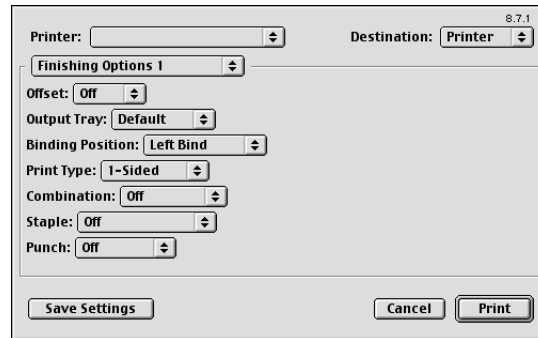 8.7.1
Printer: Destination: Printer
Finishing Options 1
Offset: Off
Output Tray: Default
Binding Position: Left Bind
Print Type: 1-Sided
Combination: Off
Staple: Off
Punch: Off
Save Settings Cancel Print